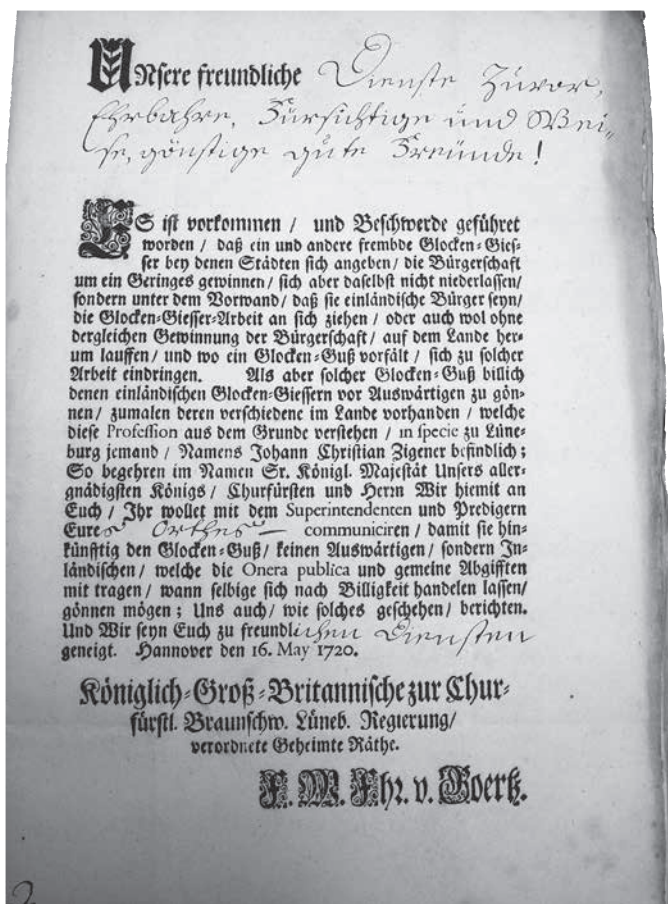 UNsere freundliche Dienste Zuvor,
Ehrbahre, Fürsichtige und Wei-
se, günstige gute Freunde!
ES ist vorkommen / und Beschwerde geführet
worden / daß ein und andere frembde Glocken-Gies-
ser bey denen Städten sich angeben / die Bürgerschaft
um ein Geringes gewinnen / sich aber daselbst nicht niederlassen /
sondern unter dem Vorwand / daß sie einländische Bürger seyn /
die Glocken-Giesser-Arbeit an sich ziehen / oder auch wol ohne
dergleichen Gewinnung der Bürgerschaft / auf dem Lande her-
um lauffen / und wo ein Glocken-Guß vorfält / sich zu solcher
Arbeit eindringen. Als aber solcher Glocken-Guß billich
denen einländischen Glocken-Giessern vor Auswärtigen zu gön-
nen / zumalen deren verschiedene im Lande vorhanden / welche
diese Profession aus dem Grunde verstehen / in specie zu Lüne-
burg jemand / Namens Johann Christian Zigener befindlich;
So begehren im Namen Sr. Königl. Majestät Unsers aller-
gnädigsten Königs / Churfürsten und Herrn Wir hiemit an
Euch / Ihr wollet mit dem Superintendenten und Predigern
Eures Orthes communiciren / damit sie hin-
künfftig den Glocken-Guß / keinen Auswärtigen / sondern In-
ländischen / welche die Onera publica und gemeine Abgifften
mit tragen / wann selbige sich nach Billigkeit handelen lassen /
gönnen mögen; Uns auch / wie solches geschehen / berichten.
Und Wir seyn Euch zu freundlichen Diensten
geneigt. Hannover den 16. May 1720.
Königlich-Groß-Britannische zur Chur-
fürstl. Braunschw. Lüneb. Regierung /
verordnete Geheimte Räthe.
F. W. Fhr. v. Goertz.
2